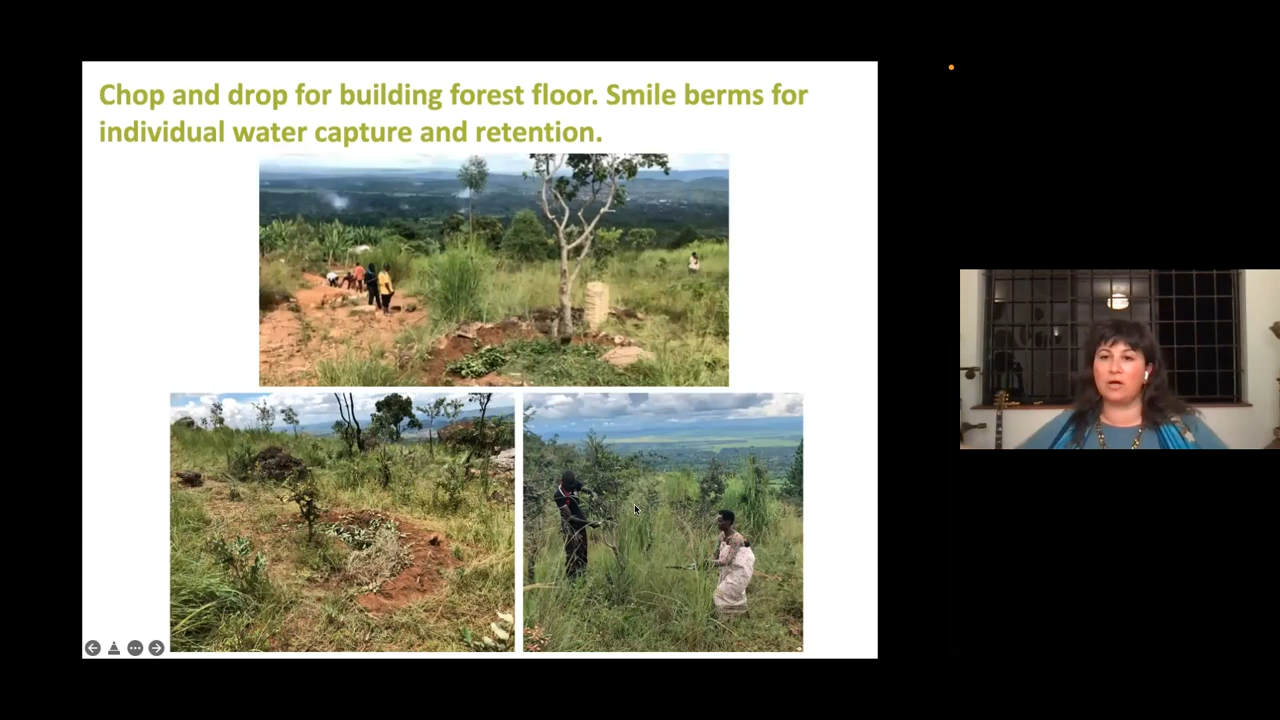 Chop and drop for building forest floor. Smile berms for
individual water capture and retention.